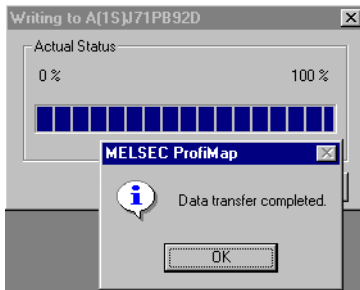 Writing to A(1S)J71PB92D
Actual Status
0 %
100 %
MELSEC ProfiMap
Data transfer completed.
OK